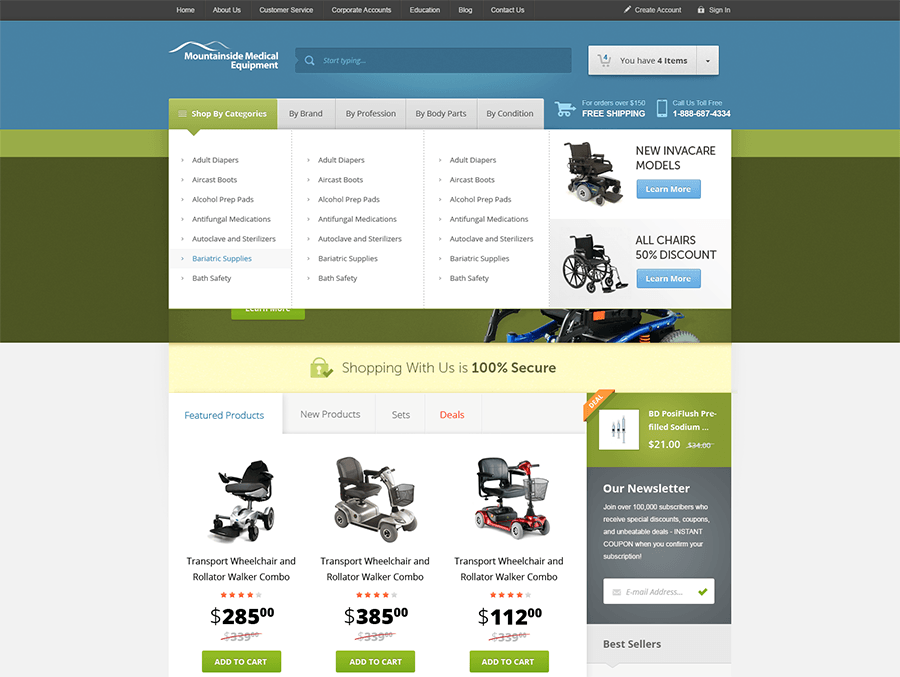 Home About Us Customer Service Corporate Accounts Education Blog Contact Us Create Account Sign In
Mountainside Medical
Equipment
Start typing...
4
You have 4 Items
Shop By Categories By Brand By Profession By Body Parts By Condition
For orders over $150
FREE SHIPPING
Call Us Toll Free
1-888-687-4334
Adult Diapers
Aircast Boots
Alcohol Prep Pads
Antifungal Medications
Autoclave and Sterilizers
Bariatric Supplies
Bath Safety
Adult Diapers
Aircast Boots
Alcohol Prep Pads
Antifungal Medications
Autoclave and Sterilizers
Bariatric Supplies
Bath Safety
Adult Diapers
Aircast Boots
Alcohol Prep Pads
Antifungal Medications
Autoclave and Sterilizers
Bariatric Supplies
Bath Safety
NEW INVACARE
MODELS
Learn More
ALL CHAIRS
50% DISCOUNT
Learn More
Learn More
Shopping With Us is 100% Secure
Featured Products New Products Sets Deals
Transport Wheelchair and
Rollator Walker Combo
$285.00
$339.00
ADD TO CART
Transport Wheelchair and
Rollator Walker Combo
$385.00
$339.00
ADD TO CART
Transport Wheelchair and
Rollator Walker Combo
$112.00
$339.00
ADD TO CART
DEAL
BD PosiFlush Pre-
filled Sodium ...
$21.00 $34.00
Our Newsletter
Join over 100,000 subscribers who
receive special discounts, coupons,
and unbeatable deals - INSTANT
COUPON when you confirm your
subscription!
E-mail Address...
Best Sellers